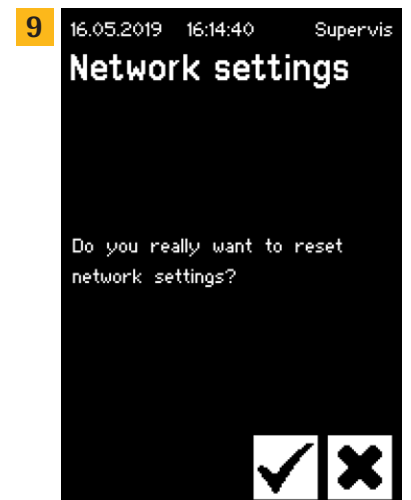 9
16.05.2019 16:14:40 Supervis
Network settings
Do you really want to reset
network settings?